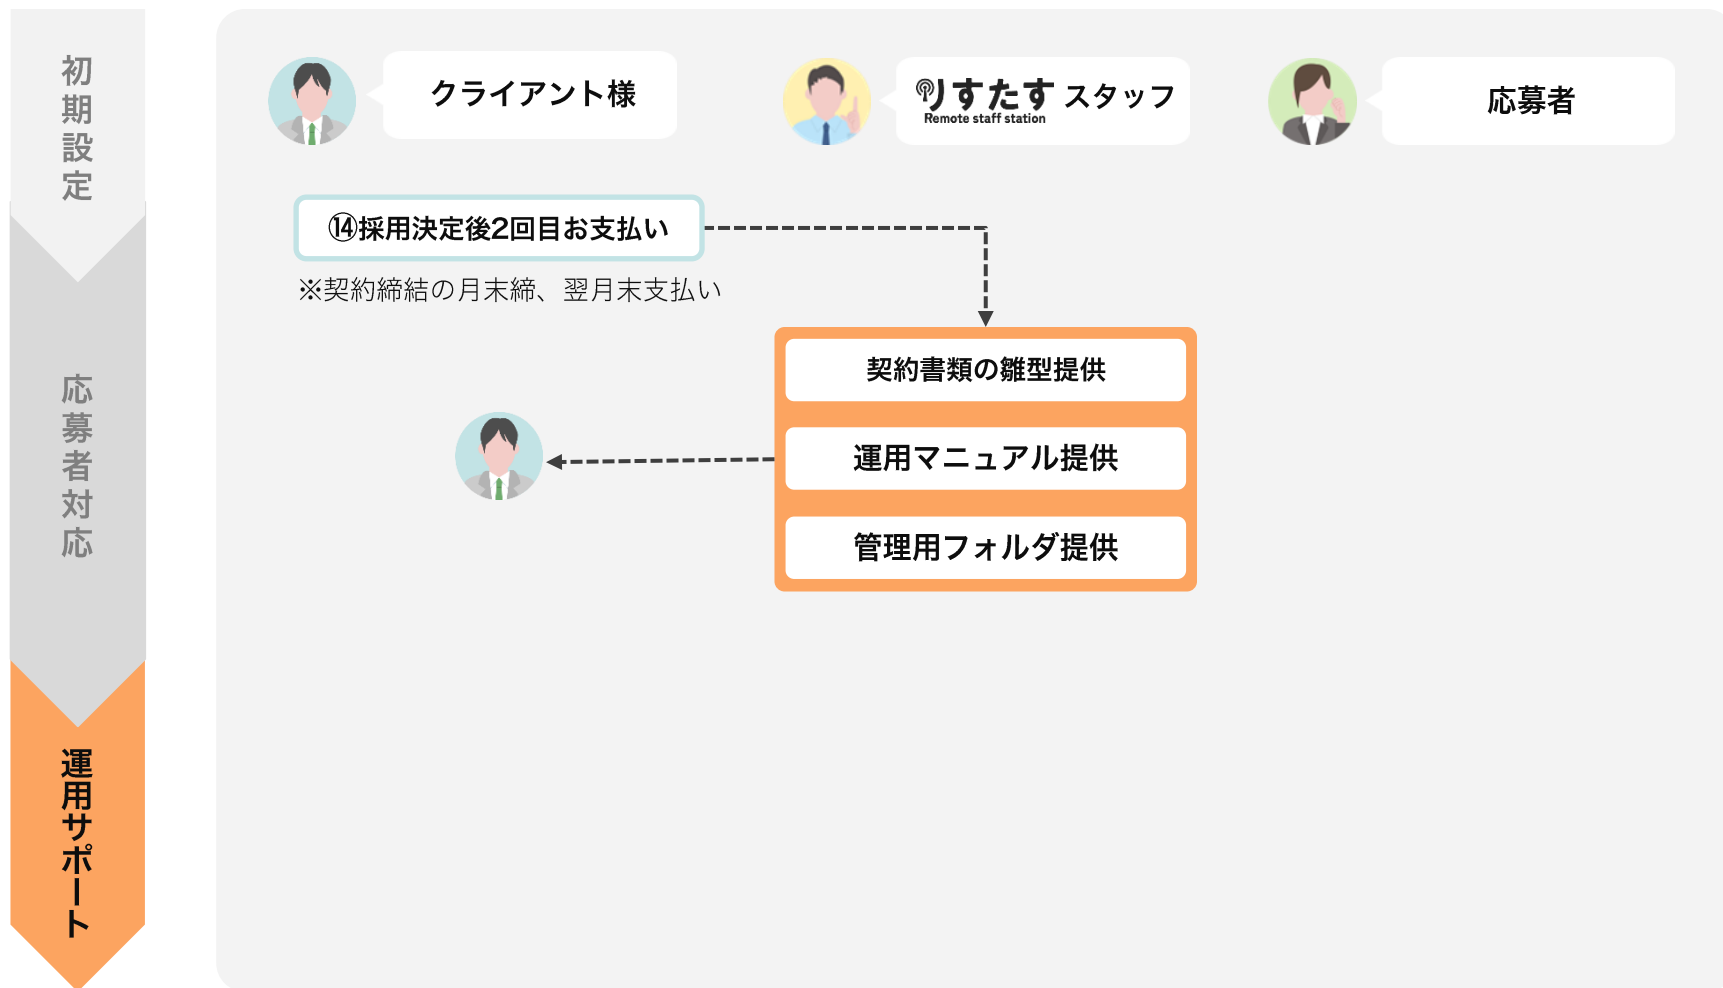 初期設定
応募者対応
運用サポート
クライアント様
りすたす スタッフ
Remote staff station
応募者
⑭採用決定後2回目お支払い
※契約締結の月末締、翌月末支払い
契約書類の雛型提供
運用マニュアル提供
管理用フォルダ提供